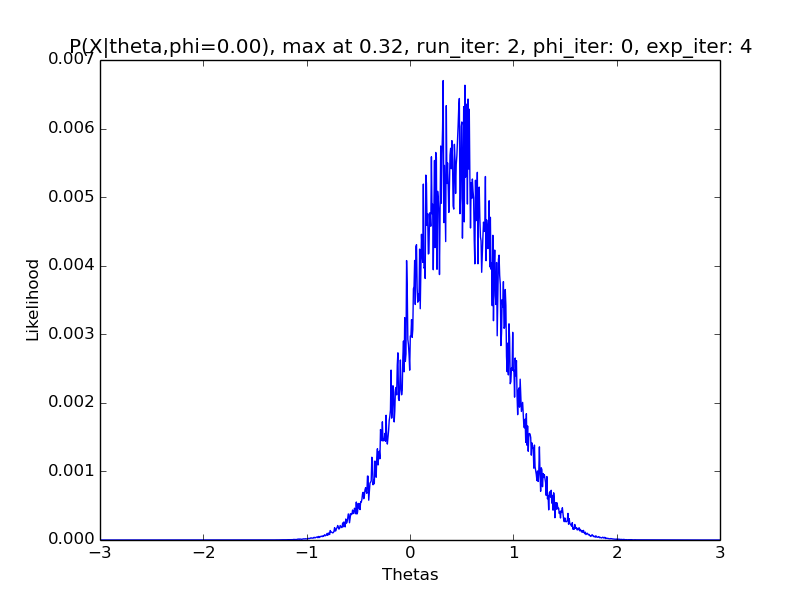 P(X|theta,phi=0.00), max at 0.32, run_iter: 2, phi_iter: 0, exp_iter: 4
0.007
0.006
0.005
0.004
0.003
0.002
0.001
0.000
Likelihood
−3 −2 −1 0 1 2 3
Thetas